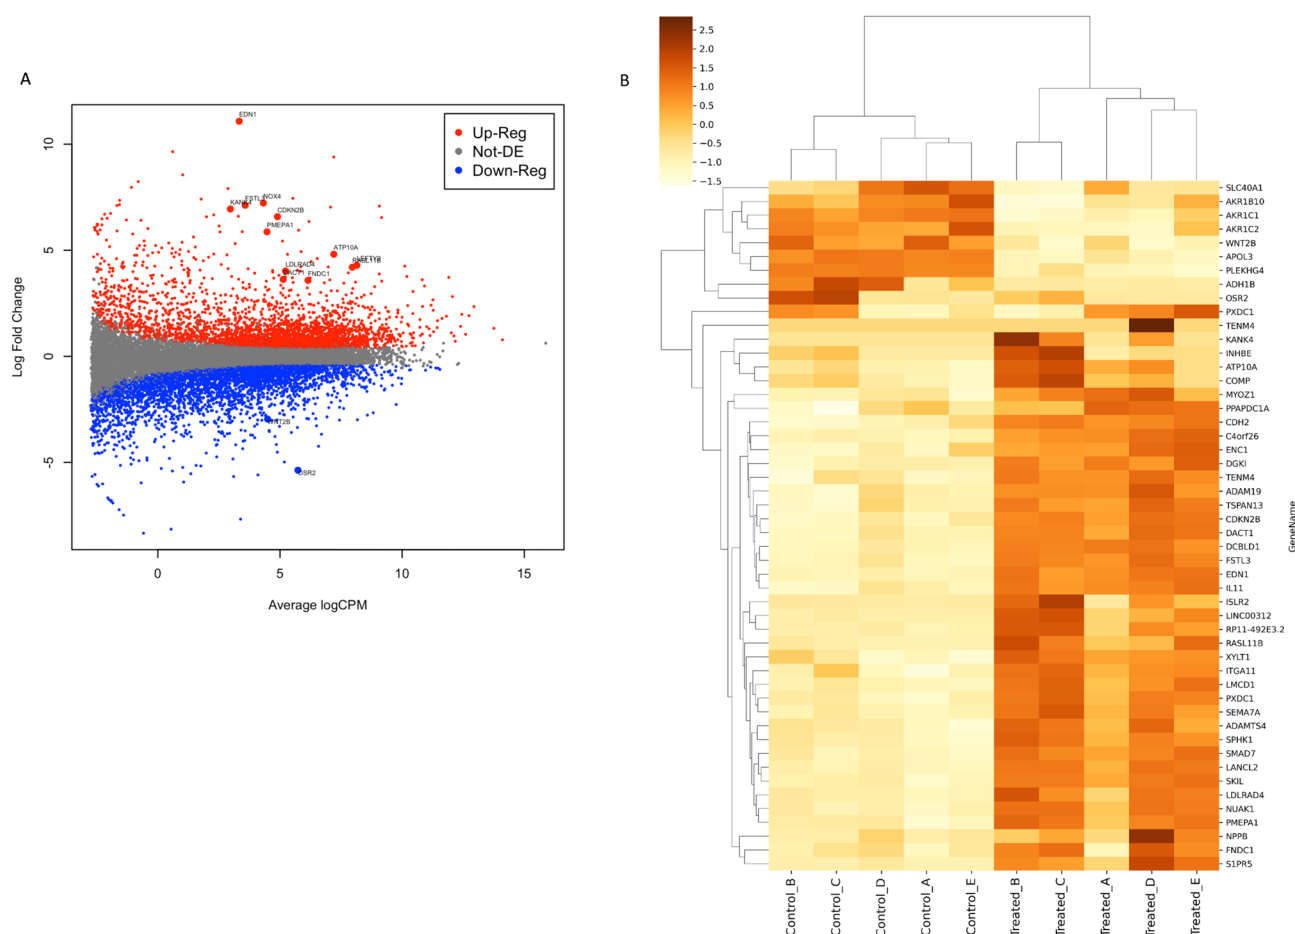 A
Up-Reg
Not-DE
Down-Reg
EDN1
KANK4
FSTL3
NOX4
CDKN2B
PMEPA1
ATP10A
RASL11B
LDLRAD4
DACT1
FNDC1
WNT2B
OSR2
10
5
0
-5
Log Fold Change
0
5
10
15
Average logCPM
B
2.5
2.0
1.5
1.0
0.5
0.0
−0.5
−1.0
−1.5
SLC40A1
AKR1B10
AKR1C1
AKR1C2
WNT2B
APOL3
PLEKHG4
ADH1B
OSR2
PXDC1
TENM4
KANK4
INHBE
ATP10A
COMP
MYOZ1
PPAPDC1A
CDH2
C4orf26
ENC1
DGKI
TENM4
ADAM19
TSPAN13
CDKN2B
DACT1
DCBLD1
FSTL3
EDN1
IL11
ISLR2
LINC00312
RP11-492E3.2
RASL11B
XYLT1
ITGA11
LMCD1
PXDC1
SEMA7A
ADAMTS4
SPHK1
SMAD7
LANCL2
SKIL
LDLRAD4
NUAK1
PMEPA1
NPPB
FNDC1
S1PR5
GeneName
Control_B
Control_C
Control_D
Control_A
Control_E
Treated_B
Treated_C
Treated_A
Treated_D
Treated_E